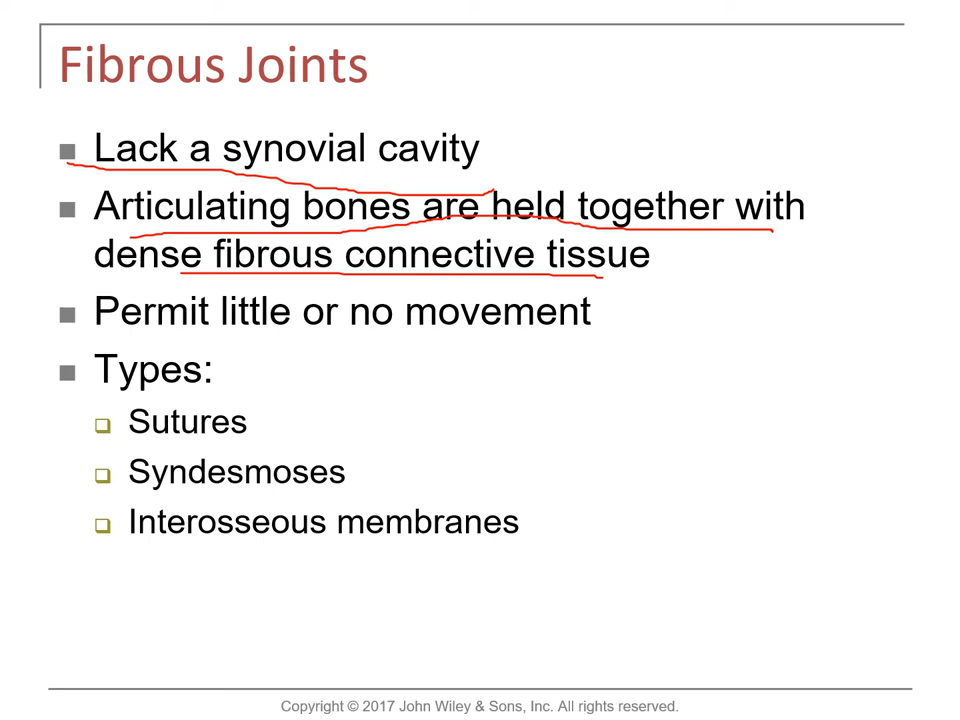 Fibrous Joints
Lack a synovial cavity
Articulating bones are held together with
dense fibrous connective tissue
Permit little or no movement
Types:
Sutures
Syndesmoses
Interosseous membranes
Copyright © 2017 John Wiley & Sons, Inc. All rights reserved.